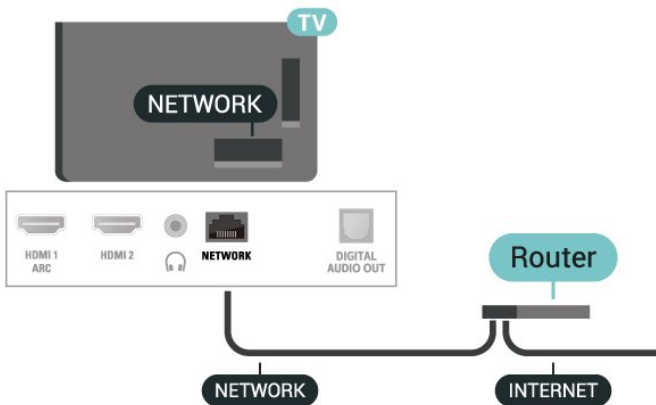 TV
NETWORK
HDMI 1
ARC
HDMI 2
NETWORK
DIGITAL
AUDIO OUT
Router
NETWORK
INTERNET